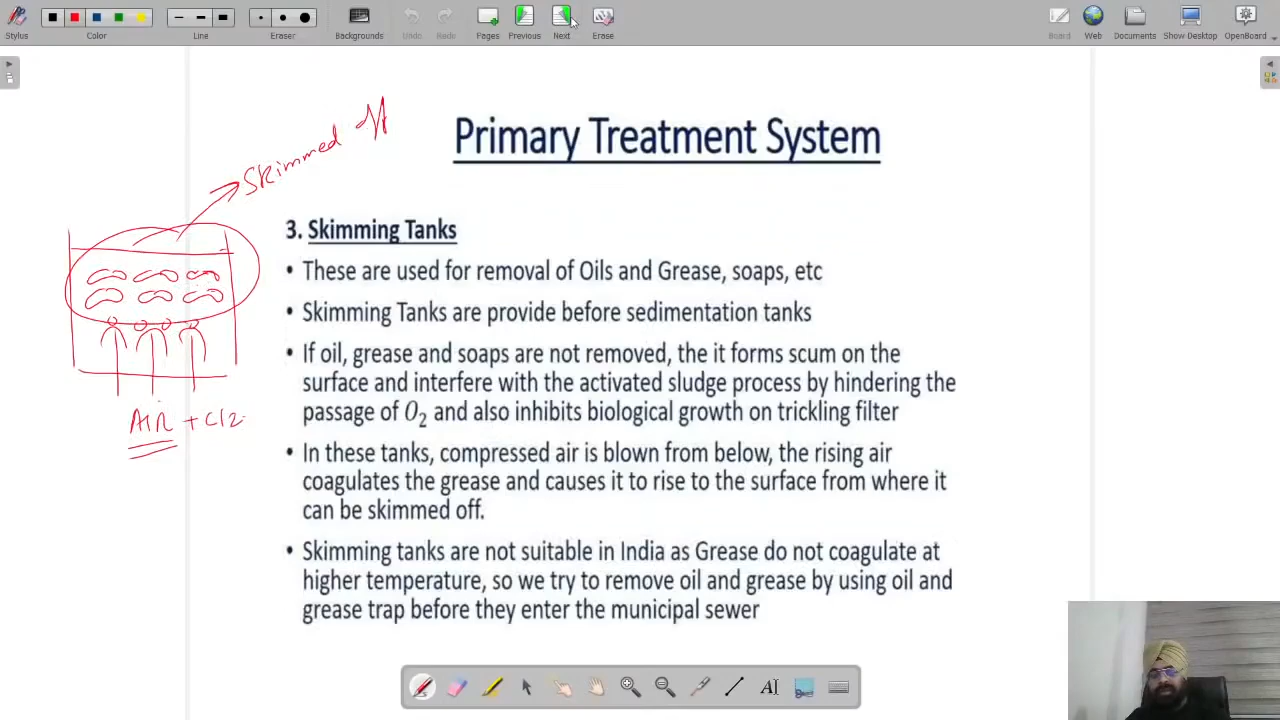 Stylus
Color
Line
Eraser
Backgrounds
Undo
Redo
Pages
Previous
Next
Erase
Board
Web
Documents
Show Desktop
OpenBoard
Skimmed off
Primary Treatment System
3. Skimming Tanks
• These are used for removal of Oils and Grease, soaps, etc
• Skimming Tanks are provide before sedimentation tanks
• If oil, grease and soaps are not removed, the it forms scum on the
surface and interfere with the activated sludge process by hindering the
passage of O₂ and also inhibits biological growth on trickling filter
AIR + Cl2
• In these tanks, compressed air is blown from below, the rising air
coagulates the grease and causes it to rise to the surface from where it
can be skimmed off.
• Skimming tanks are not suitable in India as Grease do not coagulate at
higher temperature, so we try to remove oil and grease by using oil and
grease trap before they enter the municipal sewer
AI